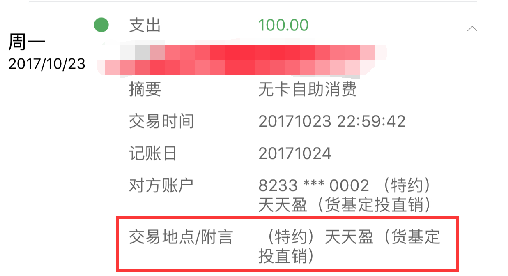 支出 100.00
周一
2017/10/23
摘要 无卡自助消费
交易时间 20171023 22:59:42
记账日 20171024
对方账户 8233 *** 0002 （特约）
天天盈（货基定投直销）
交易地点/附言 （特约）天天盈（货基定
投直销）